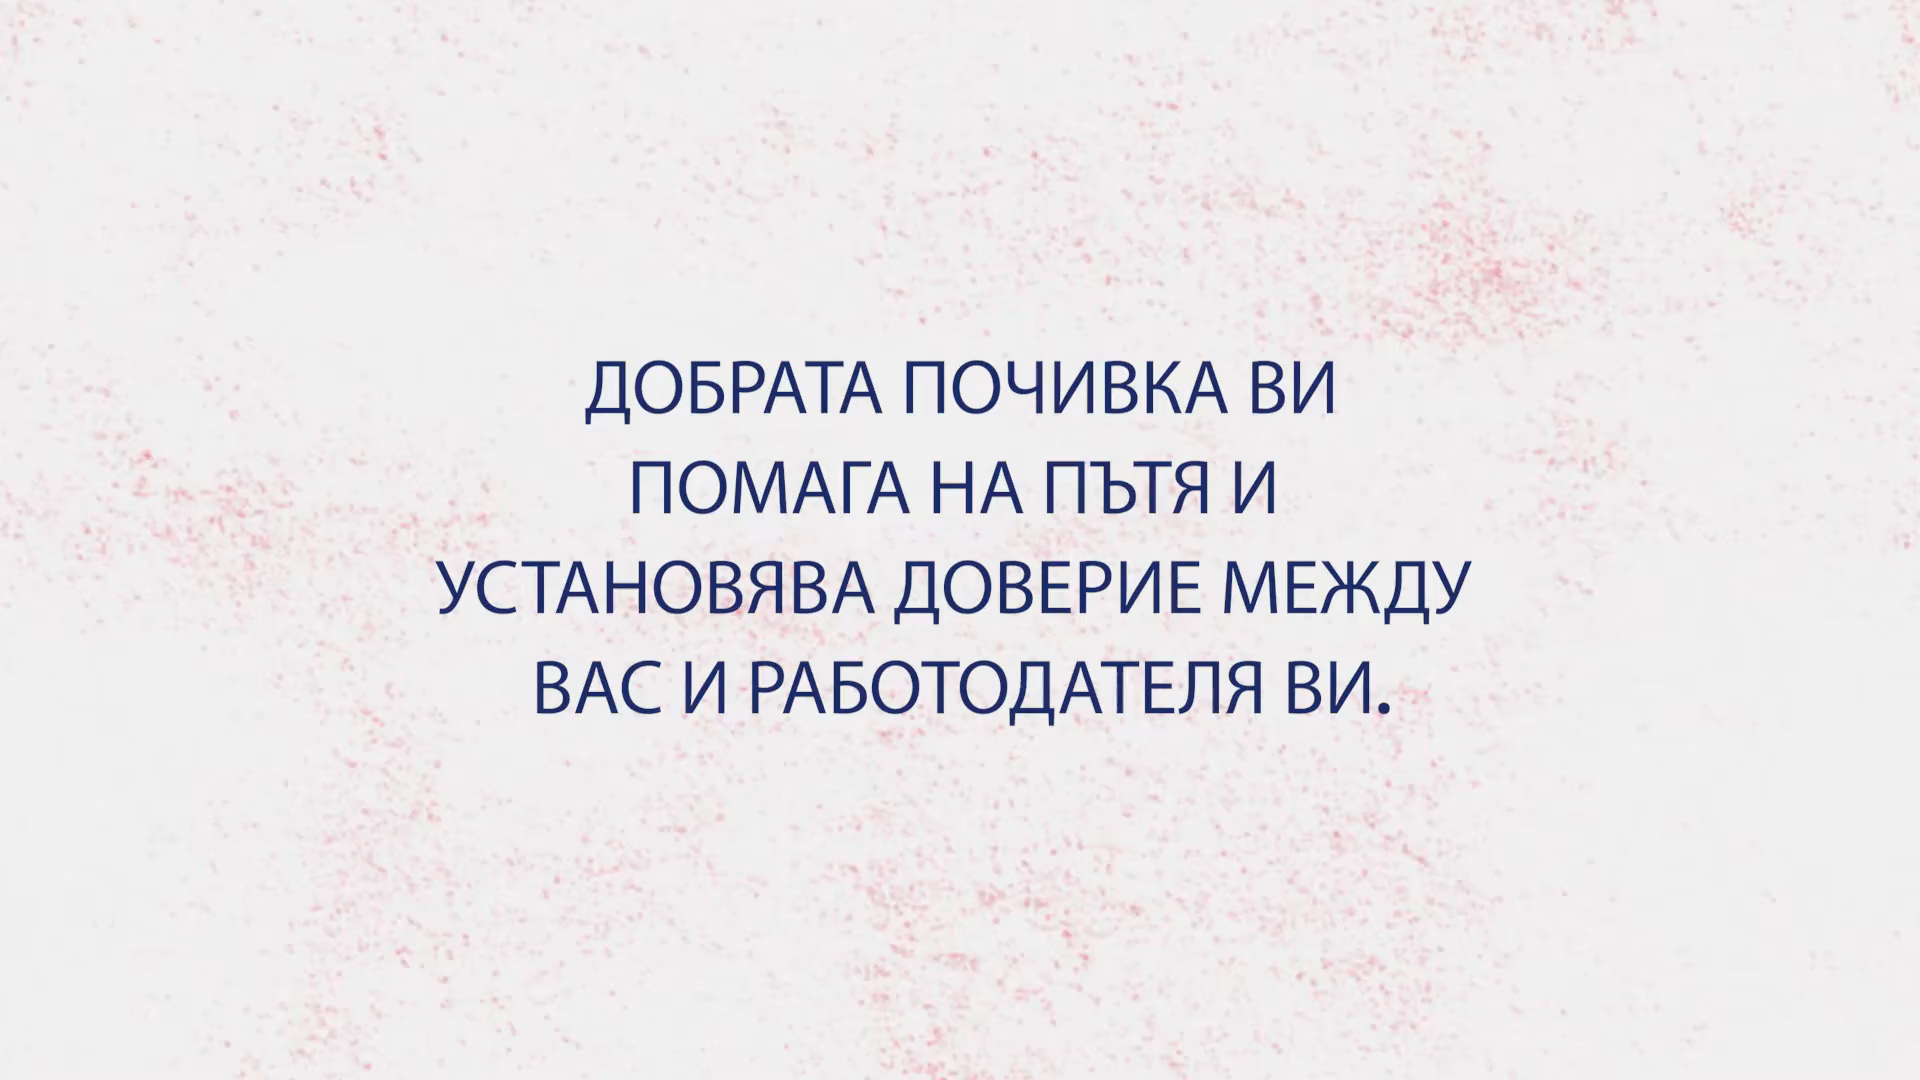 ДОБРАТА ПОЧИВКА ВИ
ПОМАГА НА ПЪТЯ И
УСТАНОВЯВА ДОВЕРИЕ МЕЖДУ
ВАС И РАБОТОДАТЕЛЯ ВИ.